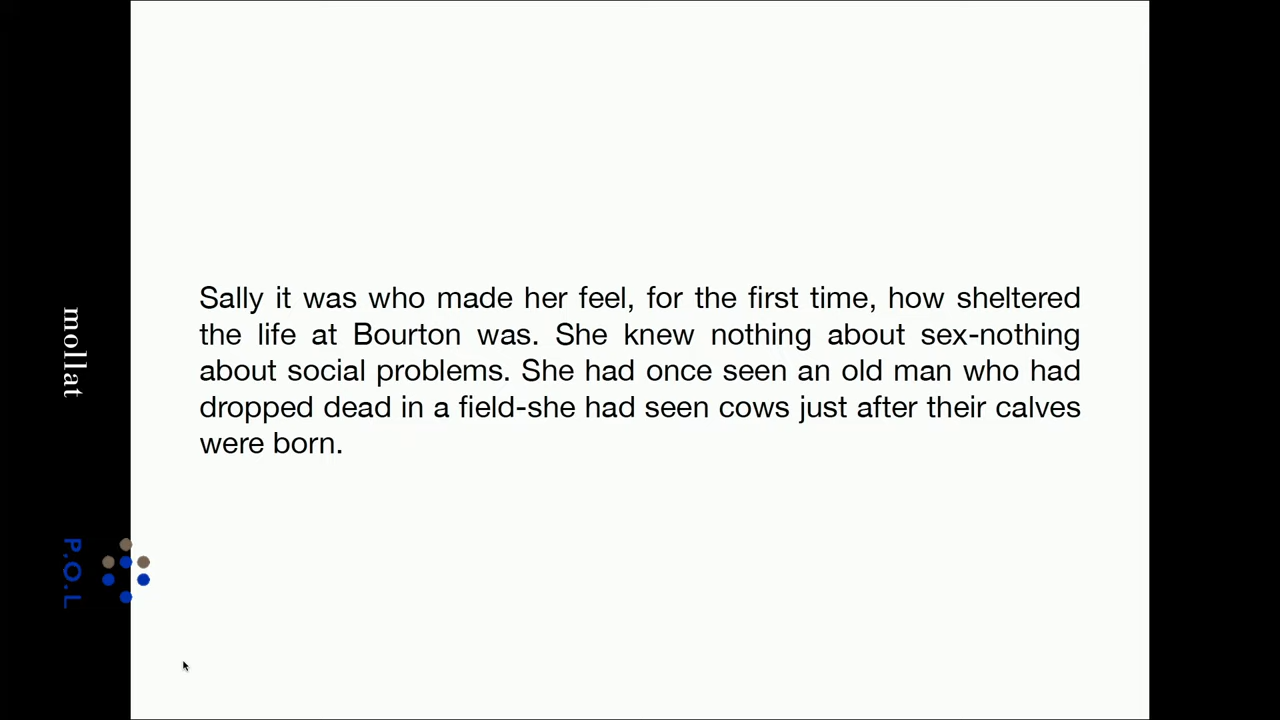 Sally it was who made her feel, for the first time, how sheltered
the life at Bourton was. She knew nothing about sex-nothing
about social problems. She had once seen an old man who had
dropped dead in a field-she had seen cows just after their calves
were born.
mollat
P.O.L